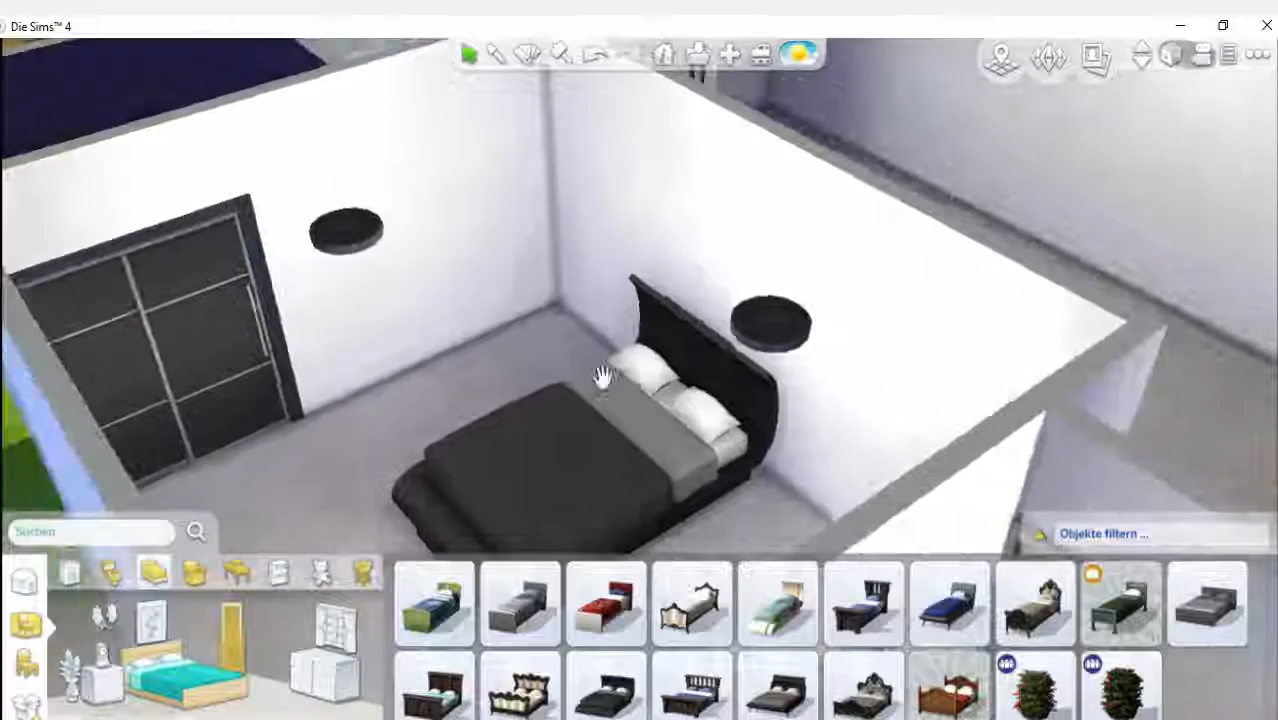 Die Sims™ 4
Suchen
Objekte filtern ...